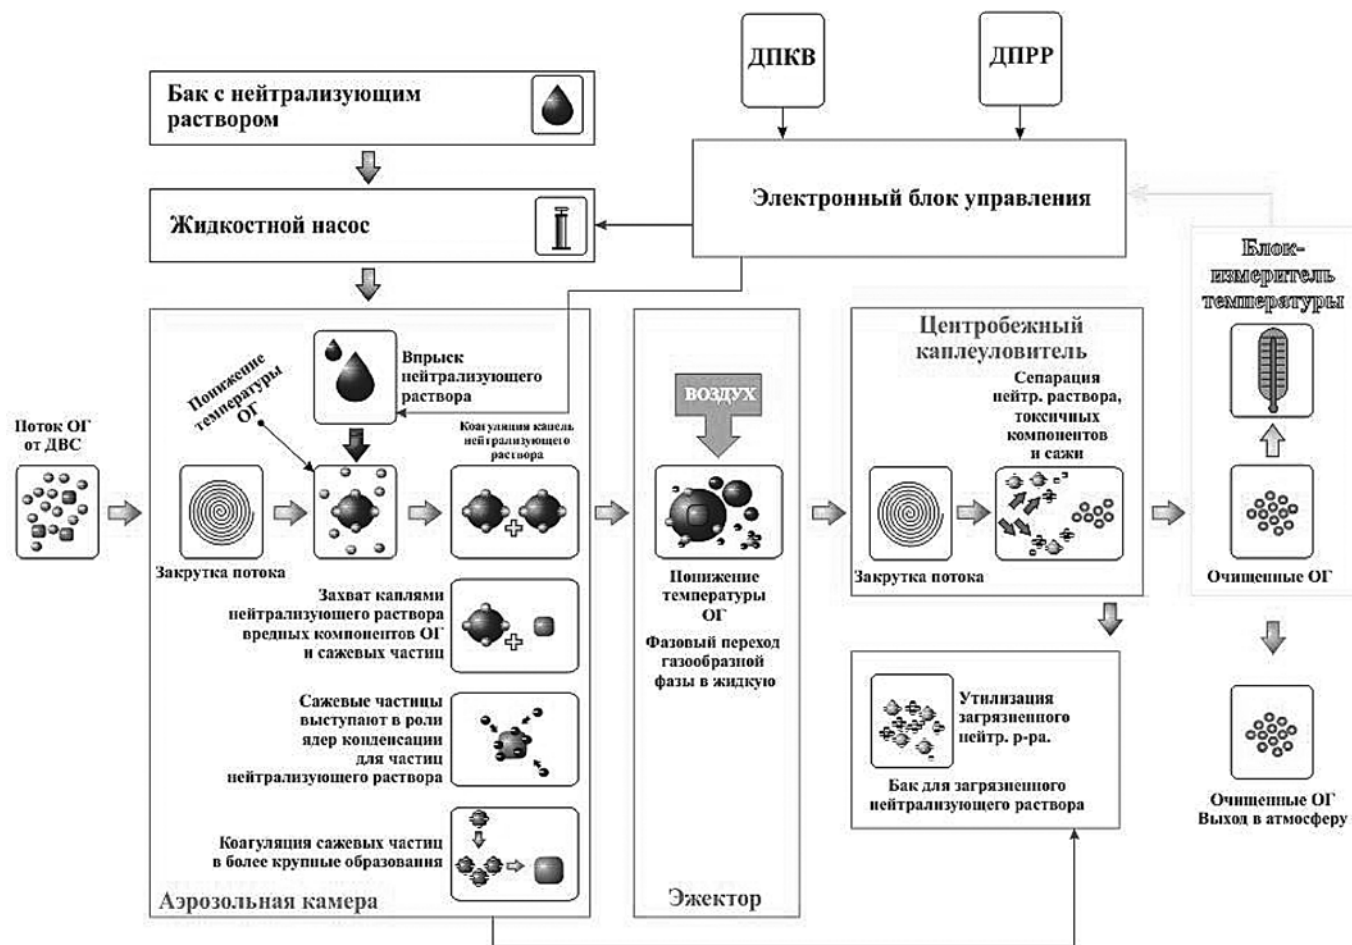 ДПКВ
ДПРР
Бак с нейтрализующим
раствором
Жидкостной насос
Электронный блок управления
Блок-
измеритель
температуры
Понижение
температуры
ОГ
Впрыск
нейтрализующего
раствора
Коагуляция капель
нейтрализующего
раствора
ВОЗДУХ
Центробежный
каплеуловитель
Сепарация
нейтр. раствора,
токсичных
компонентов
и сажи
Поток ОГ
от ДВС
Закрутка потока
Захват каплями
нейтрализующего раствора
вредных компонентов ОГ
и сажевых частиц
Сажевые частицы
выступают в роли
ядер конденсации
для частиц
нейтрализующего раствора
Коагуляция сажевых частиц
в более крупные образования
Аэрозольная камера
Понижение
температуры
ОГ
Фазовый переход
газообразной
фазы в жидкую
Эжектор
Закрутка потока
Утилизация
загрязненного
нейтр. р-ра.
Бак для загрязненного
нейтрализующего раствора
Очищенные ОГ
Очищенные ОГ
Выход в атмосферу